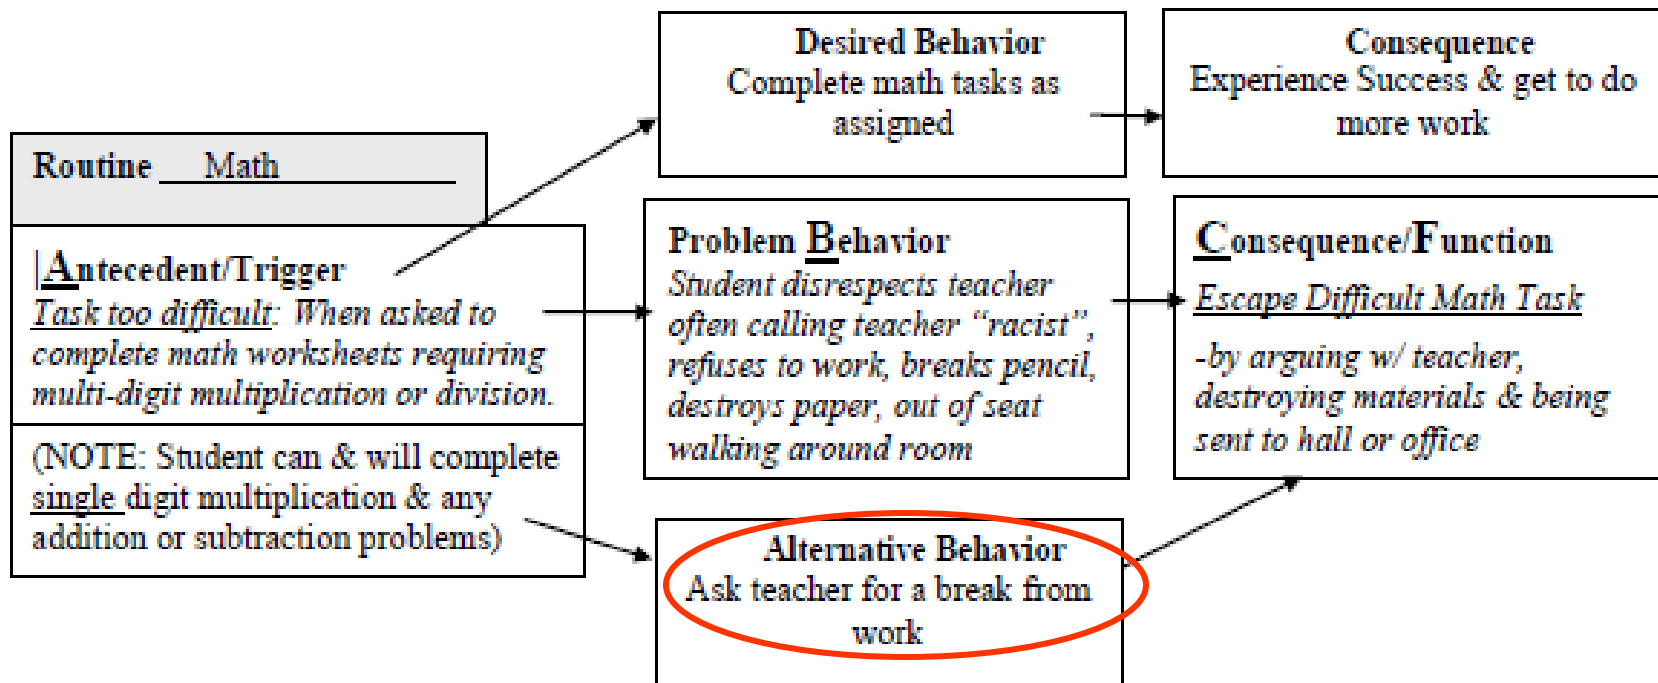 Routine Math
|Antecedent/Trigger
Task too difficult: When asked to
complete math worksheets requiring
multi-digit multiplication or division.
(NOTE: Student can & will complete
single digit multiplication & any
addition or subtraction problems)
Desired Behavior
Complete math tasks as
assigned
Consequence
Experience Success & get to do
more work
Problem Behavior
Student disrespects teacher
often calling teacher “racist”,
refuses to work, breaks pencil,
destroys paper, out of seat
walking around room
Consequence/Function
Escape Difficult Math Task
-by arguing w/ teacher,
destroying materials & being
sent to hall or office
Alternative Behavior
Ask teacher for a break from
work